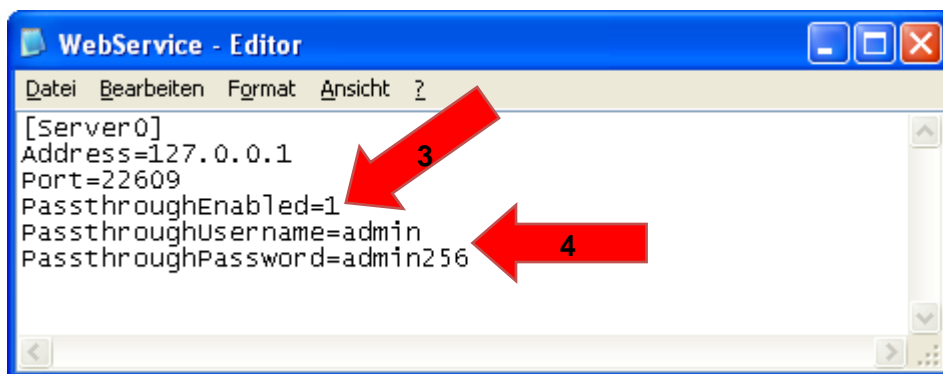 WebService - Editor
Datei Bearbeiten Format Ansicht ?
[Server0]
Address=127.0.0.1
Port=22609
PassthroughEnabled=1
PassthroughUsername=admin
PassthroughPassword=admin256
3
4